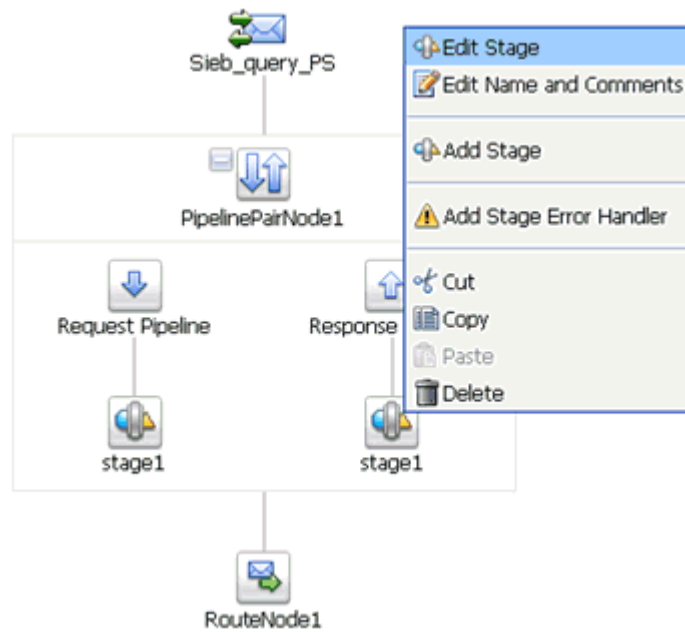 Sieb_query_PS
PipelinePairNode1
Request Pipeline
Response
stage1
stage1
RouteNode1
Edit Stage
Edit Name and Comments
Add Stage
Add Stage Error Handler
Cut
Copy
Paste
Delete